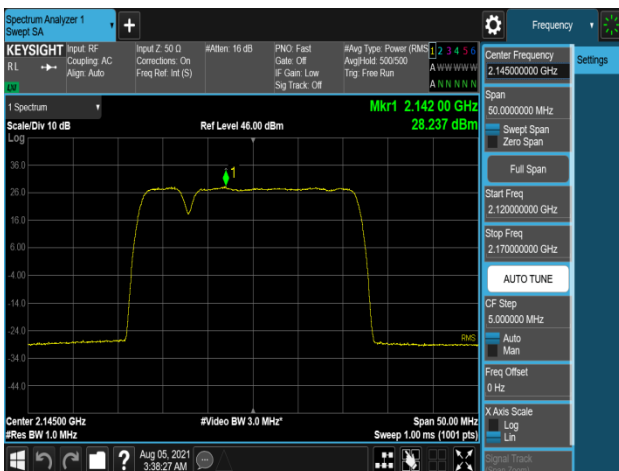 Spectrum Analyzer 1
Swept SA
+
Frequency
KEYSIGHT
RL
Input: RF
Coupling: AC
Align: Auto
Input Z: 50 Ω
Corrections: On
Freq Ref: Int (S)
#Atten: 16 dB
PNO: Fast
Gate: Off
IF Gain: Low
Sig Track: Off
#Avg Type: Power (RMS
Avg|Hold: 500/500
Trig: Free Run
1 2 3 4 5 6
A W W W W W
A N N N N N
1 Spectrum
Scale/Div 10 dB
Log
Ref Level 46.00 dBm
Mkr1 2.142 00 GHz
28.237 dBm
1
36.0
26.0
16.0
6.00
-4.00
-14.0
-24.0
-34.0
-44.0
RMS
Center 2.14500 GHz
#Res BW 1.0 MHz
#Video BW 3.0 MHz*
Span 50.00 MHz
Sweep 1.00 ms (1001 pts)
Aug 05, 2021
3:38:27 AM
Center Frequency
2.145000000 GHz
Settings
Span
50.0000000 MHz
Swept Span
Zero Span
Full Span
Start Freq
2.120000000 GHz
Stop Freq
2.170000000 GHz
AUTO TUNE
CF Step
5.000000 MHz
Auto
Man
Freq Offset
0 Hz
X Axis Scale
Log
Lin
Signal Track